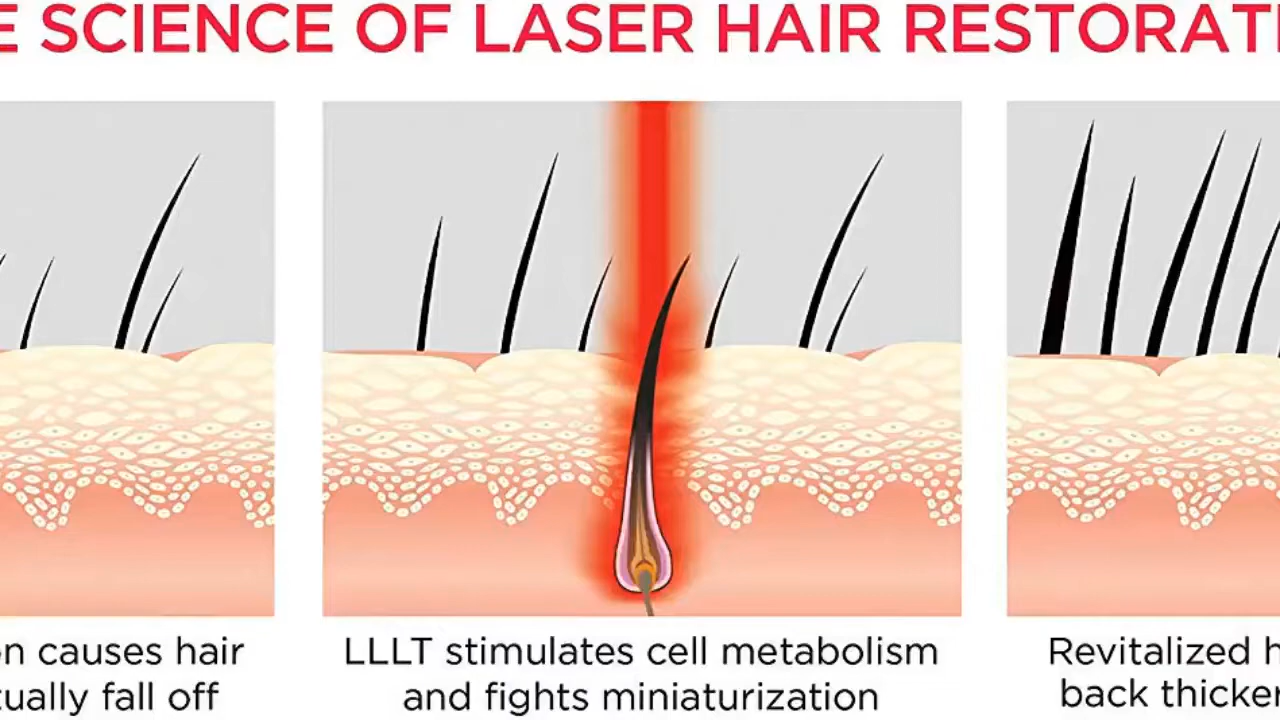 E SCIENCE OF LASER HAIR RESTORATI
on causes hair
tually fall off
LLLT stimulates cell metabolism
and fights miniaturization
Revitalized h
back thicker